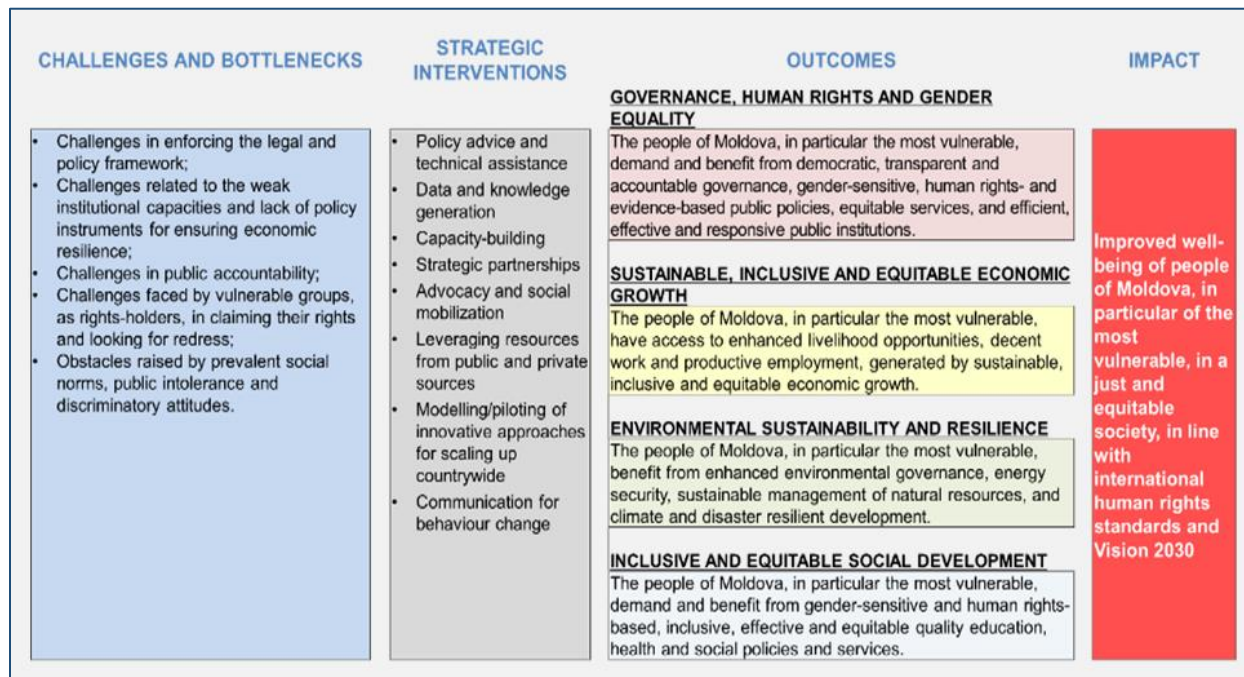 CHALLENGES AND BOTTLENECKS
• Challenges in enforcing the legal and
policy framework;
• Challenges related to the weak
institutional capacities and lack of policy
instruments for ensuring economic
resilience;
• Challenges in public accountability;
• Challenges faced by vulnerable groups,
as rights-holders, in claiming their rights
and looking for redress;
• Obstacles raised by prevalent social
norms, public intolerance and
discriminatory attitudes.
STRATEGIC
INTERVENTIONS
• Policy advice and
technical assistance
• Data and knowledge
generation
• Capacity-building
• Strategic partnerships
• Advocacy and social
mobilization
• Leveraging resources
from public and private
sources
• Modelling/piloting of
innovative approaches
for scaling up
countrywide
• Communication for
behaviour change
OUTCOMES
GOVERNANCE, HUMAN RIGHTS AND GENDER
EQUALITY
The people of Moldova, in particular the most vulnerable,
demand and benefit from democratic, transparent and
accountable governance, gender-sensitive, human rights- and
evidence-based public policies, equitable services, and efficient,
effective and responsive public institutions.
SUSTAINABLE, INCLUSIVE AND EQUITABLE ECONOMIC
GROWTH
The people of Moldova, in particular the most vulnerable,
have access to enhanced livelihood opportunities, decent
work and productive employment, generated by sustainable,
inclusive and equitable economic growth.
ENVIRONMENTAL SUSTAINABILITY AND RESILIENCE
The people of Moldova, in particular the most vulnerable,
benefit from enhanced environmental governance, energy
security, sustainable management of natural resources, and
climate and disaster resilient development.
INCLUSIVE AND EQUITABLE SOCIAL DEVELOPMENT
The people of Moldova, in particular the most vulnerable,
demand and benefit from gender-sensitive and human rights-
based, inclusive, effective and equitable quality education,
health and social policies and services.
IMPACT
Improved well-
being of people
of Moldova, in
particular of the
most
vulnerable, in a
just and
equitable
society, in line
with
international
human rights
standards and
Vision 2030